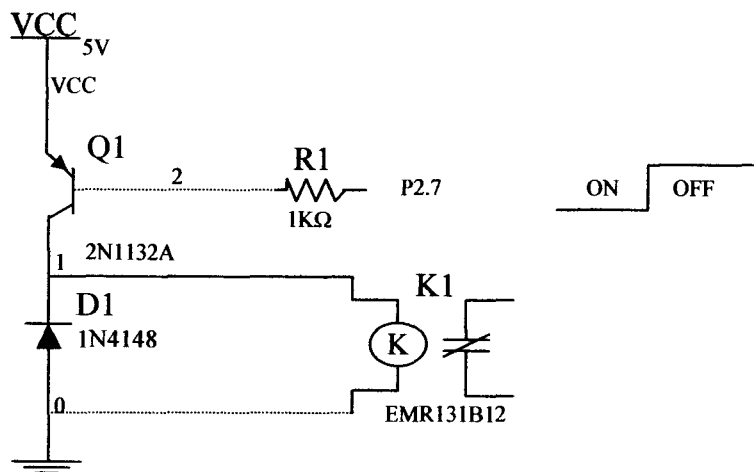 VCC
5V
VCC
Q1
2
R1
P2.7
1KΩ
ON
OFF
2N1132A
1
K1
D1
1N4148
K
0
EMR131B12